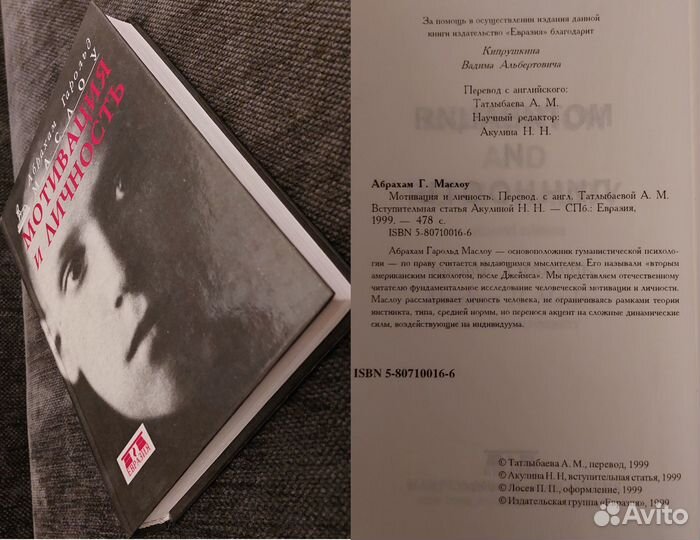 Абрахам Гарольд
МАСЛОУ
МОТИВАЦИЯ
И ЛИЧНОСТЬ
ЕВРАЗИЯ
За помощь в осуществлении издания данной
книги издательство «Евразия» благодарит
Кипрушкина
Вадима Альбертовича
Перевод с английского:
Татлыбаева А. М.
Научный редактор:
Акулина Н. Н.
Абрахам Г. Маслоу
Мотивация и личность. Перевод. с англ. Татлыбаевой А. М.
Вступительная статья Акулиной Н. Н. — СПб.: Евразия,
1999. — 478 с.
ISBN 5-80710016-6
Абрахам Гарольд Маслоу — основоположник гуманистической психоло-
гии — по праву считается выдающимся мыслителем. Его называли «вторым
американским психологом, после Джеймса». Мы представляем отечественному
читателю фундаментальное исследование человеческой мотивации и личности.
Маслоу рассматривает личность человека, не ограничиваясь рамками теории
инстинкта, типа, средней нормы, но перенося акцент на сложные динамические
силы, воздействующие на индивидуума.
ISBN 5-80710016-6
© Татлыбаева А. М., перевод, 1999
© Акулина Н. Н, вступительная статья, 1999
© Лосев П. П., оформление, 1999
© Издательская группа «Евразия», 1999
Avito